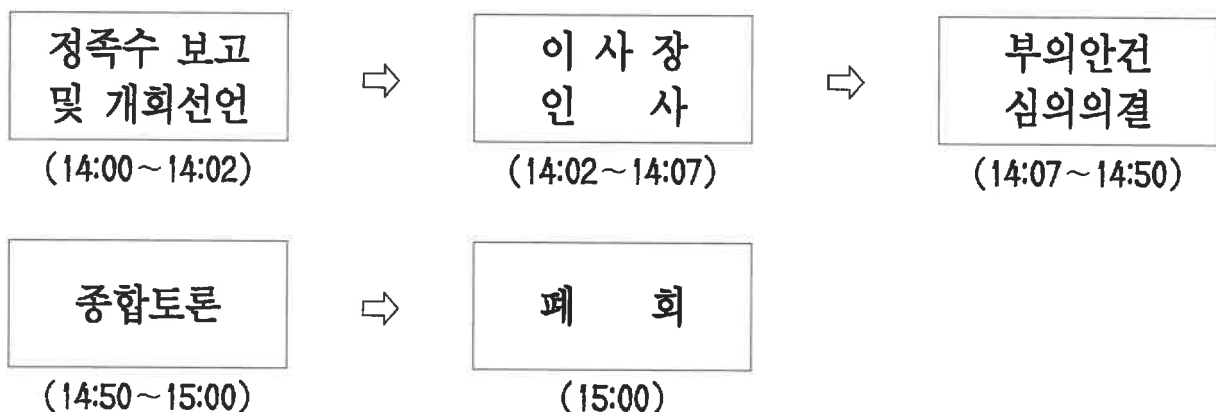 정족수 보고
및 개회선언
(14:00~14:02)
이 사 장
인 사
(14:02~14:07)
부의안건
심의의결
(14:07~14:50)
종합토론
(14:50~15:00)
폐 회
(15:00)